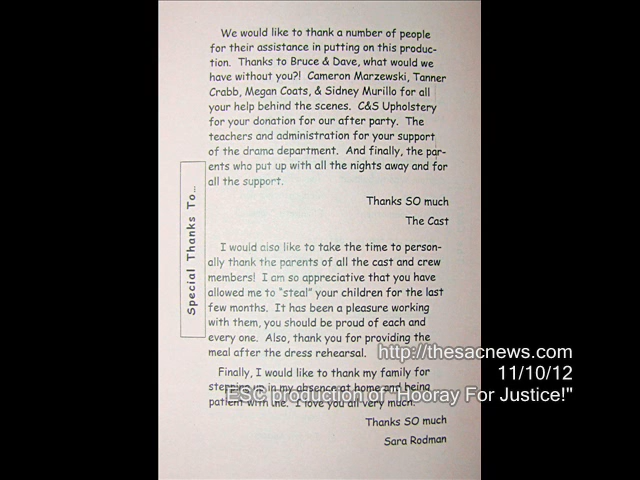 We would like to thank a number of people
for their assistance in putting on this produc-
tion. Thanks to Bruce & Dave, what would we
have without you?! Cameron Marzewski, Tanner
Crabb, Megan Coats, & Sidney Murillo for all
your help behind the scenes. C&S Upholstery
for your donation for our after party. The
teachers and administration for your support
of the drama department. And finally, the par-
ents who put up with all the nights away and for
all the support.
Thanks SO much
The Cast
Special Thanks To...
I would also like to take the time to person-
ally thank the parents of all the cast and crew
members! I am so appreciative that you have
allowed me to "steal" your children for the last
few months. It has been a pleasure working
with them, you should be proud of each and
every one. Also, thank you for providing the
meal after the dress rehearsal.
Finally, I would like to thank my family for
stepping up in my absence at home and being
patient with me. I love you all very much.
Thanks SO much
Sara Rodman
http://thesacnews.com
11/10/12
ESC production of "Hooray For Justice!"